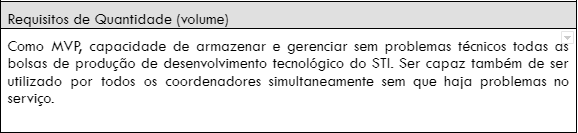 Requisitos de Quantidade (volume)
Como MVP, capacidade de armazenar e gerenciar sem problemas técnicos todas as
bolsas de produção de desenvolvimento tecnológico do STI. Ser capaz também de ser
utilizado por todos os coordenadores simultaneamente sem que haja problemas no
serviço.